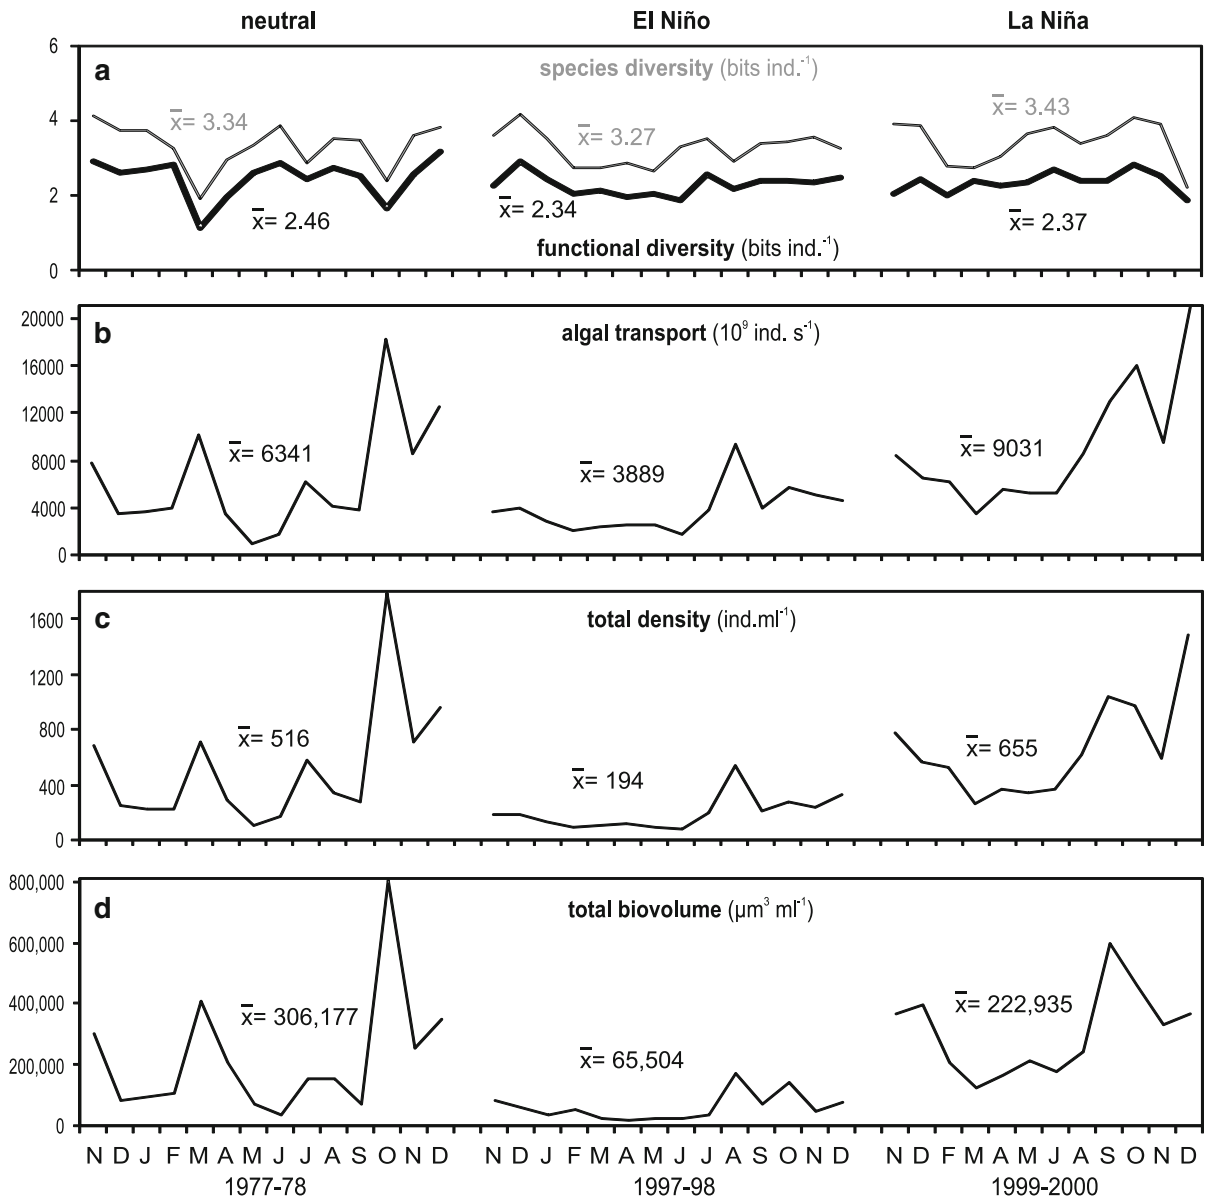 neutral El Niño La Niña
6
a species diversity (bits ind.⁻¹)
4
x̄= 3.34 x̄= 3.27 x̄= 3.43
2
x̄= 2.46 x̄= 2.34 x̄= 2.37
functional diversity (bits ind.⁻¹)
0
20000
b algal transport (10⁹ ind. s⁻¹)
16000
12000
x̄= 6341 x̄= 3889 x̄= 9031
8000
4000
0
c total density (ind.ml⁻¹)
1600
1200
800
x̄= 516 x̄= 194 x̄= 655
400
0
800,000
d total biovolume (µm³ ml⁻¹)
600,000
400,000
x̄= 306,177 x̄= 65,504 x̄= 222,935
200,000
0
N D J F M A M J J A S O N D N D J F M A M J J A S O N D N D J F M A M J J A S O N D
1977-78 1997-98 1999-2000